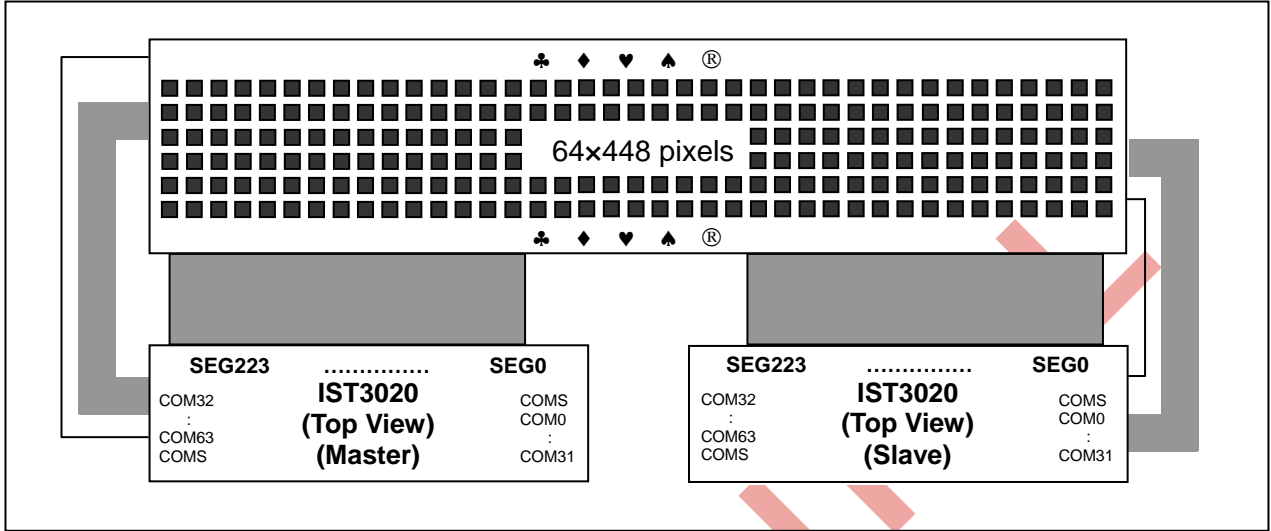 ♣ ♦ ♥ ♠ ®
64×448 pixels
♣ ♦ ♥ ♠ ®
SEG223 ............... SEG0
COM32
:
COM63
COMS
IST3020
(Top View)
(Master)
COMS
COM0
:
COM31
SEG223 ............... SEG0
COM32
:
COM63
COMS
IST3020
(Top View)
(Slave)
COMS
COM0
:
COM31